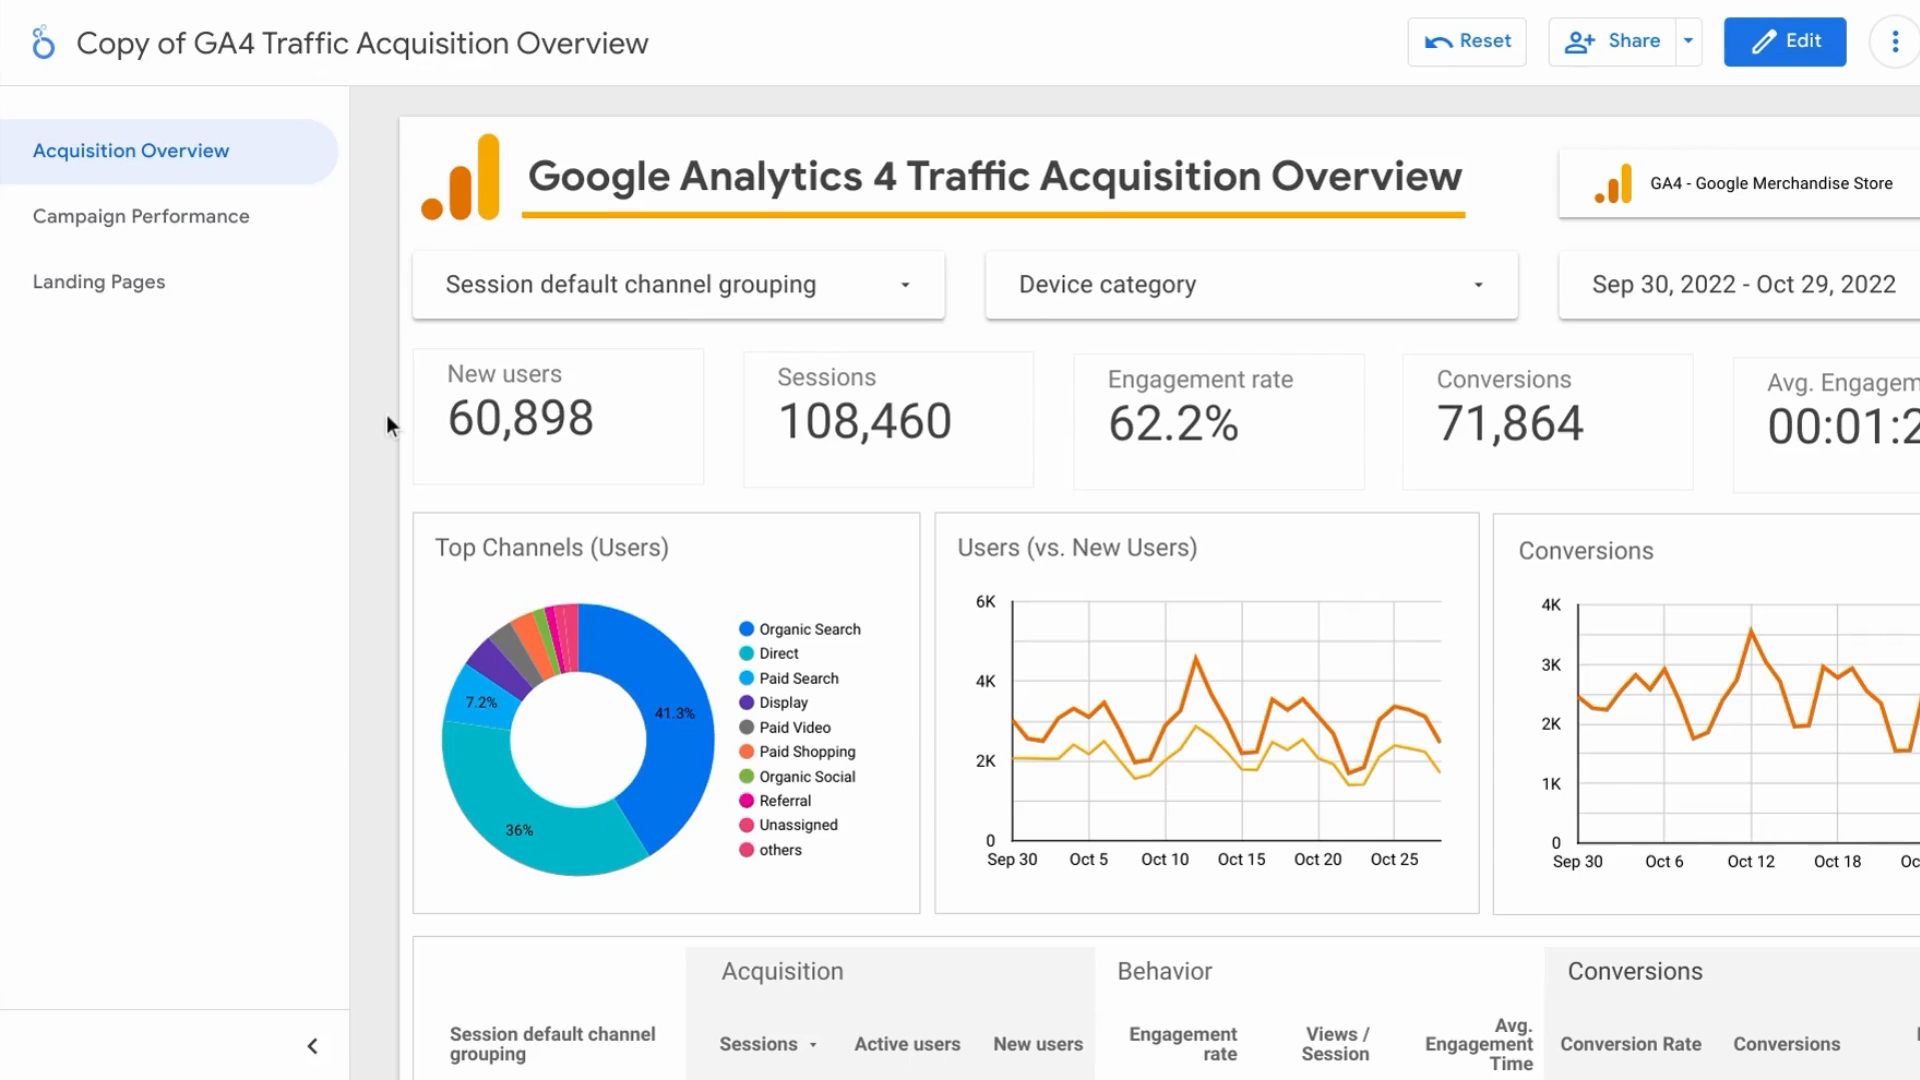 Copy of GA4 Traffic Acquisition Overview
Reset
Share
Edit
Acquisition Overview
Campaign Performance
Landing Pages
Google Analytics 4 Traffic Acquisition Overview
GA4 - Google Merchandise Store
Session default channel grouping
Device category
Sep 30, 2022 - Oct 29, 2022
New users
60,898
Sessions
108,460
Engagement rate
62.2%
Conversions
71,864
Avg. Engagem
00:01:2
Top Channels (Users)
41.3%
36%
7.2%
Organic Search
Direct
Paid Search
Display
Paid Video
Paid Shopping
Organic Social
Referral
Unassigned
others
Users (vs. New Users)
6K
4K
2K
0
Sep 30 Oct 5 Oct 10 Oct 15 Oct 20 Oct 25
Conversions
4K
3K
2K
1K
0
Sep 30 Oct 6 Oct 12 Oct 18 Oc
Acquisition
Behavior
Conversions
Session default channel
grouping
Sessions
Active users
New users
Engagement
rate
Views /
Session
Avg.
Engagement
Time
Conversion Rate
Conversions